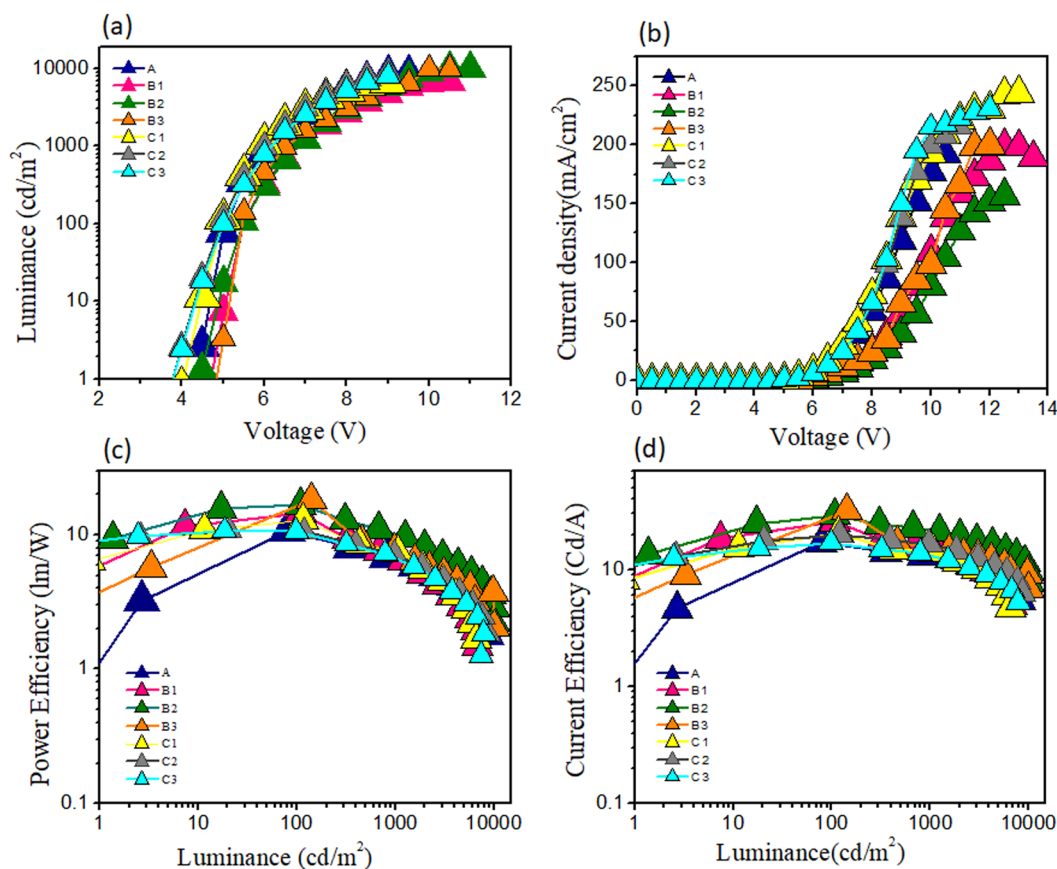 (a)
10000
1000
100
10
1
2
4
6
8
10
12
Luminance (cd/m²)
Voltage (V)
A
B1
B2
B3
C1
C2
C3
(b)
250
200
150
100
50
0
0
2
4
6
8
10
12
14
Current density(mA/cm²)
Voltage (V)
A
B1
B2
B3
C1
C2
C3
(c)
10
1
0.1
1
10
100
1000
10000
Power Efficiency (lm/W)
Luminance (cd/m²)
A
B1
B2
B3
C1
C2
C3
(d)
10
1
0.1
1
10
100
1000
10000
Current Efficiency (Cd/A)
Luminance(cd/m²)
A
B1
B2
B3
C1
C2
C3